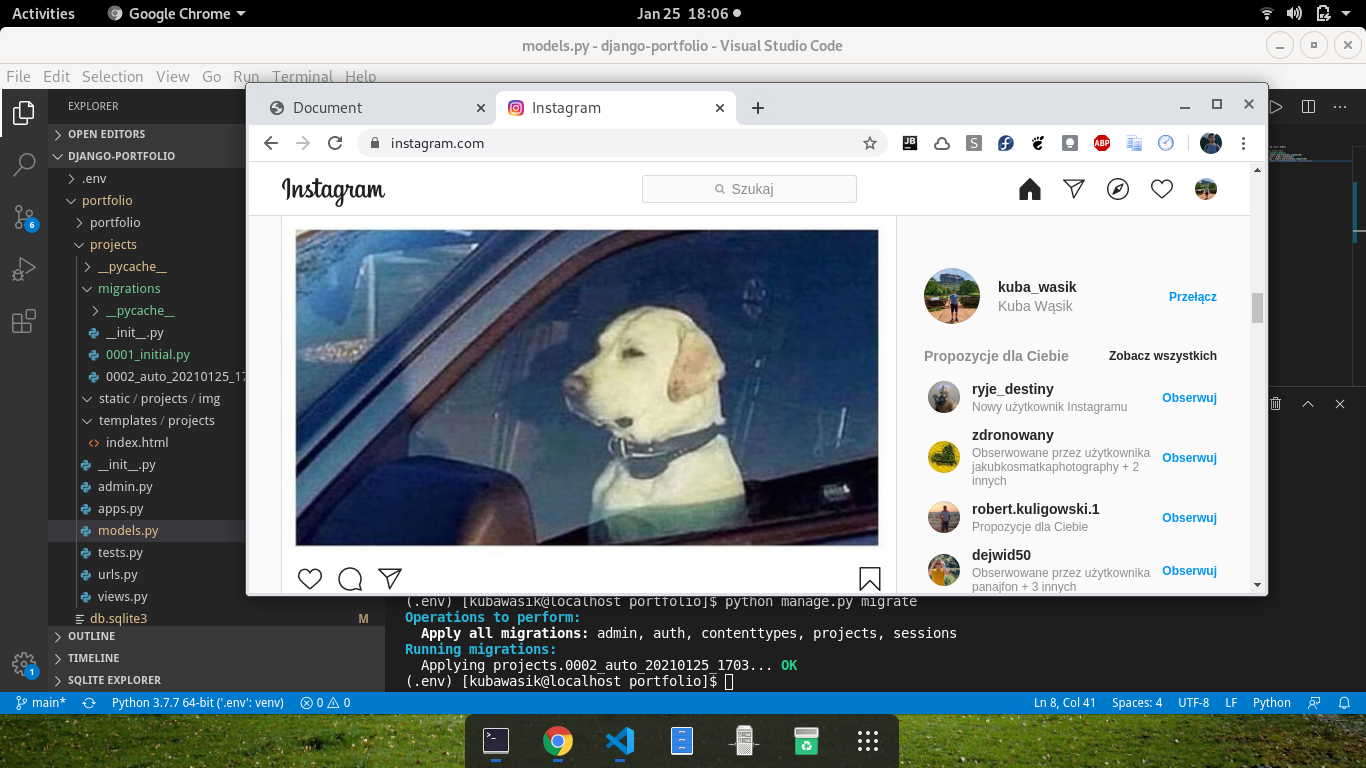 Activities
Google Chrome
Jan 25 18:06
models.py - django-portfolio - Visual Studio Code
File Edit Selection View Go Run Terminal Help
EXPLORER
OPEN EDITORS
DJANGO-PORTFOLIO
.env
portfolio
portfolio
projects
__pycache__
migrations
__pycache__
__init__.py
0001_initial.py
0002_auto_20210125_17
static / projects / img
templates / projects
index.html
__init__.py
admin.py
apps.py
models.py
tests.py
urls.py
views.py
db.sqlite3 M
OUTLINE
TIMELINE
SQLITE EXPLORER
6
1
Document
Instagram
instagram.com
JB
S
ABP
Instagram
Szukaj
kuba_wasik
Kuba Wąsik
Przełącz
Propozycje dla Ciebie
Zobacz wszystkich
ryje_destiny
Nowy użytkownik Instagramu
Obserwuj
zdronowany
Obserwowane przez użytkownika
jakubkosmatkaphotography + 2
innych
Obserwuj
robert.kuligowski.1
Propozycje dla Ciebie
Obserwuj
dejwid50
Obserwowane przez użytkownika
panajfon + 3 innych
Obserwuj
(.env) [kubawasik@localhost portfolio]$ python manage.py migrate
Operations to perform:
Apply all migrations: admin, auth, contenttypes, projects, sessions
Running migrations:
Applying projects.0002_auto_20210125_1703... OK
(.env) [kubawasik@localhost portfolio]$
main*
Python 3.7.7 64-bit ('.env': venv)
0
0
Ln 8, Col 41
Spaces: 4
UTF-8
LF
Python